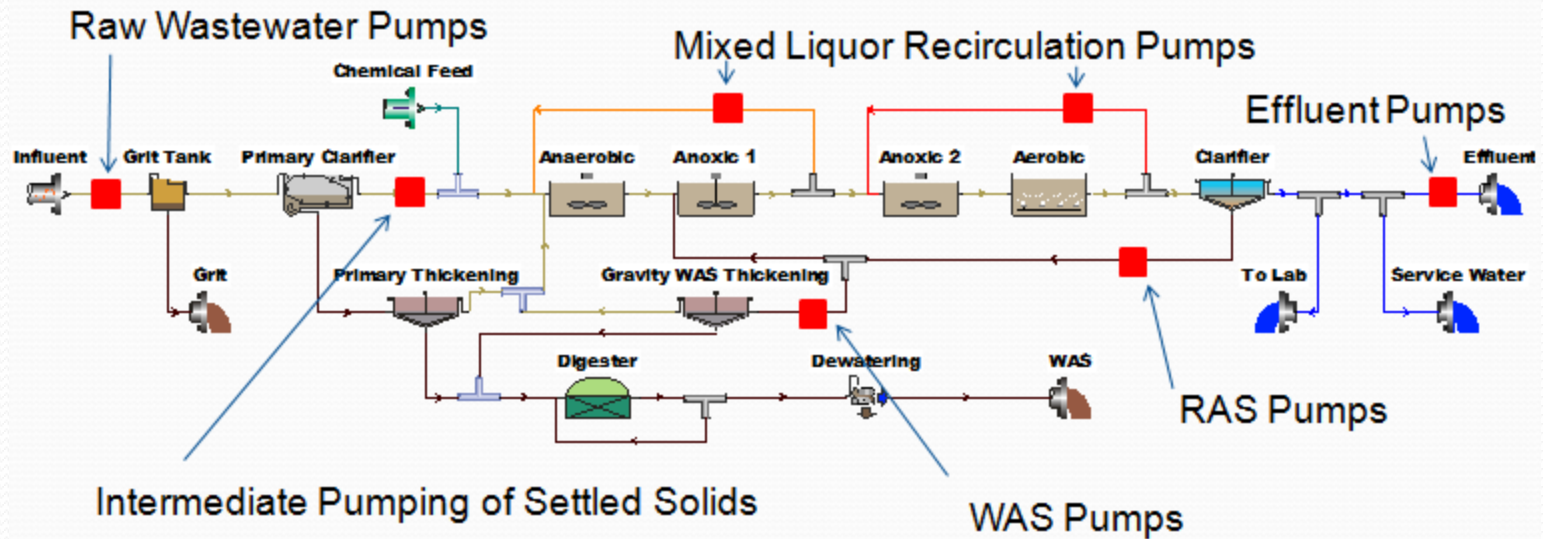 Raw Wastewater Pumps
Mixed Liquor Recirculation Pumps
Chemical Feed
Effluent Pumps
Influent
Grit Tank
Primary Clarifier
Anaerobic
Anoxic 1
Anoxic 2
Aerobic
Clarifier
Effluent
Grit
Primary Thickening
Gravity WAS Thickening
To Lab
Service Water
Digester
Dewatering
WAS
RAS Pumps
Intermediate Pumping of Settled Solids
WAS Pumps